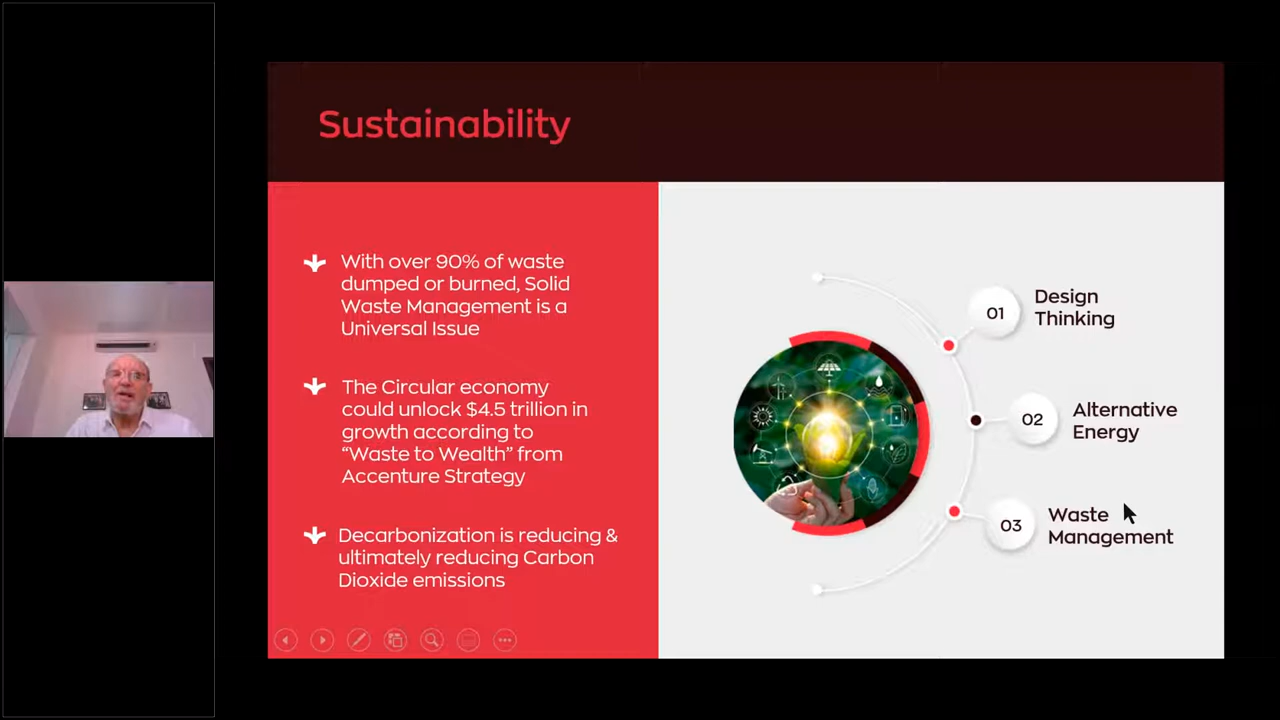 Sustainability
With over 90% of waste
dumped or burned, Solid
Waste Management is a
Universal Issue
The Circular economy
could unlock $4.5 trillion in
growth according to
“Waste to Wealth” from
Accenture Strategy
Decarbonization is reducing &
ultimately reducing Carbon
Dioxide emissions
01
Design
Thinking
02
Alternative
Energy
03
Waste
Management